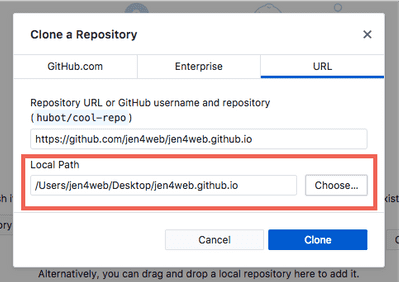 Clone a Repository
GitHub.com
Enterprise
URL
Repository URL or GitHub username and repository
(hubot/cool-repo)
https://github.com/jen4web/jen4web.github.io
Local Path
/Users/jen4web/Desktop/jen4web.github.io
Choose...
Cancel
Clone
Alternatively, you can drag and drop a local repository here to add it.